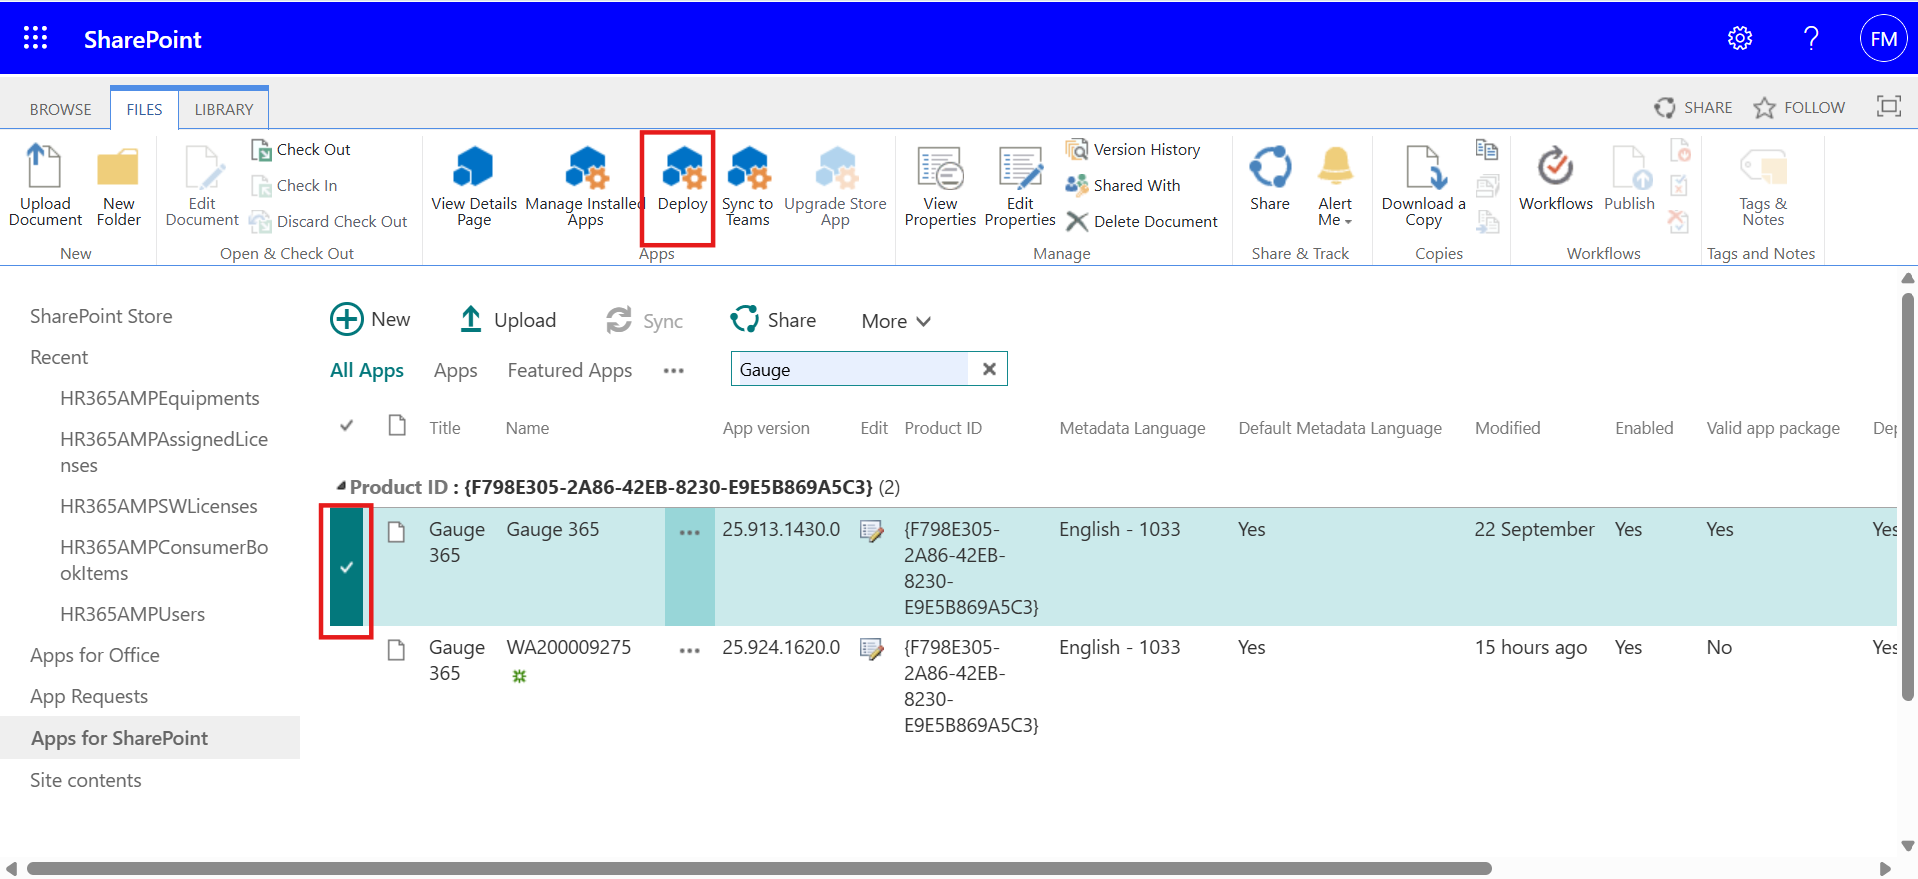 SharePoint
FM
BROWSE FILES LIBRARY
SHARE FOLLOW
Upload Document
New Folder
New
Edit Document
Check Out
Check In
Discard Check Out
Open & Check Out
View Details Page
Manage Installed Apps
Deploy
Sync to Teams
Upgrade Store App
Apps
View Properties
Edit Properties
Version History
Shared With
Delete Document
Manage
Share
Alert Me
Share & Track
Download a Copy
Copies
Workflows
Publish
Workflows
Tags & Notes
Tags and Notes
SharePoint Store
Recent
HR365AMPEquipments
HR365AMPAssignedLice
nses
HR365AMPSWLicenses
HR365AMPConsumerBo
okItems
HR365AMPUsers
Apps for Office
App Requests
Apps for SharePoint
Site contents
New Upload Sync Share More
All Apps Apps Featured Apps ••• Gauge
Title Name App version Edit Product ID Metadata Language Default Metadata Language Modified Enabled Valid app package Dep
Product ID : {F798E305-2A86-42EB-8230-E9E5B869A5C3} (2)
Gauge 365 Gauge 365 ••• 25.913.1430.0 {F798E305-2A86-42EB-8230-E9E5B869A5C3} English - 1033 Yes 22 September Yes Yes Yes
Gauge 365 WA200009275 ••• 25.924.1620.0 {F798E305-2A86-42EB-8230-E9E5B869A5C3} English - 1033 Yes 15 hours ago Yes No Yes